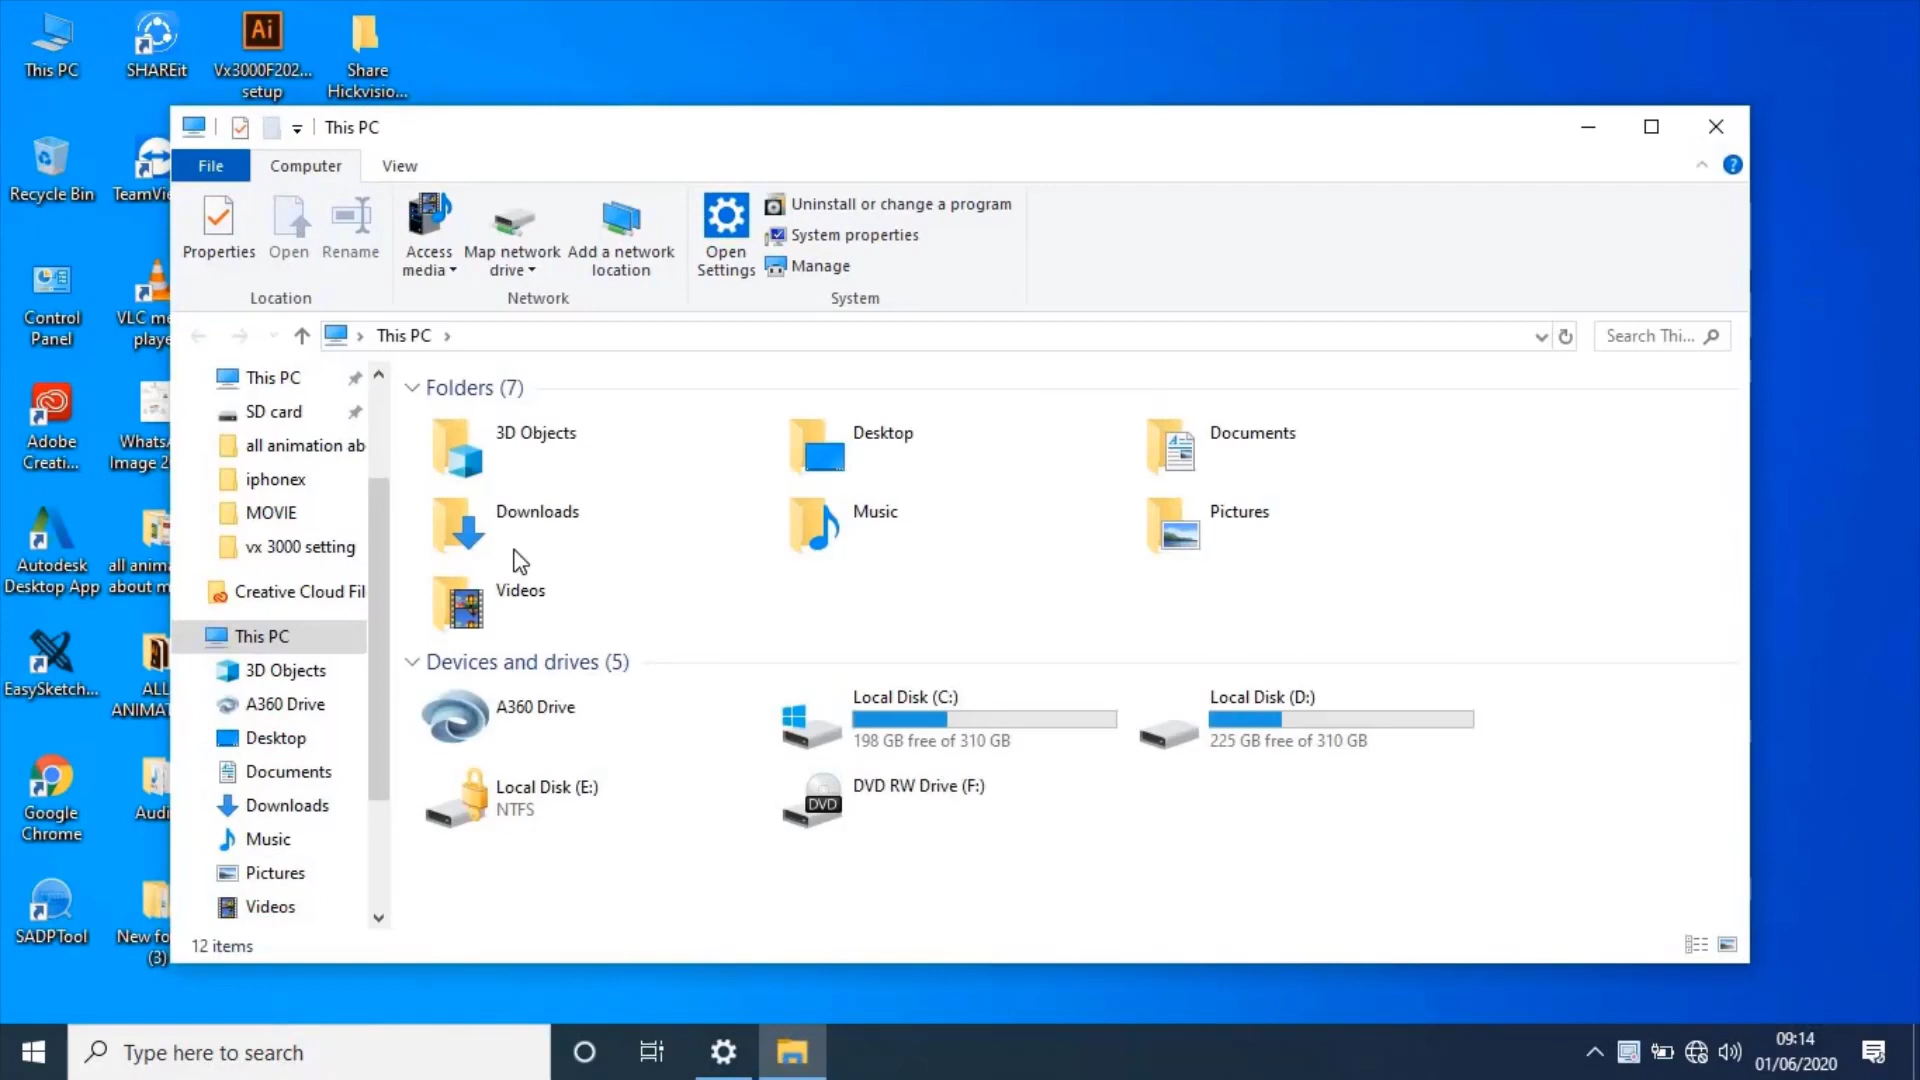 This PC
SHAREit
Vx3000F202...
setup
Share
Hickvisio...
Recycle Bin
TeamVie
Control
Panel
VLC me
playe
Adobe
Creati...
WhatsA
Image 2
Autodesk
Desktop App
all anima
about m
EasySketch...
ALL
ANIMAT
Google
Chrome
Audi
SADPTool
New fo
(3)
Ai
This PC
File
Computer
View
?
Properties
Open
Rename
Location
Access
media
Map network
drive
Add a network
location
Network
Open
Settings
Uninstall or change a program
System properties
Manage
System
This PC
Search Thi...
This PC
SD card
all animation ab
iphonex
MOVIE
vx 3000 setting
Creative Cloud Fil
This PC
3D Objects
A360 Drive
Desktop
Documents
Downloads
Music
Pictures
Videos
Folders (7)
3D Objects
Desktop
Documents
Downloads
Music
Pictures
Videos
Devices and drives (5)
A360 Drive
Local Disk (C:)
198 GB free of 310 GB
Local Disk (D:)
225 GB free of 310 GB
Local Disk (E:)
NTFS
DVD
DVD RW Drive (F:)
12 items
Type here to search
09:14
01/06/2020